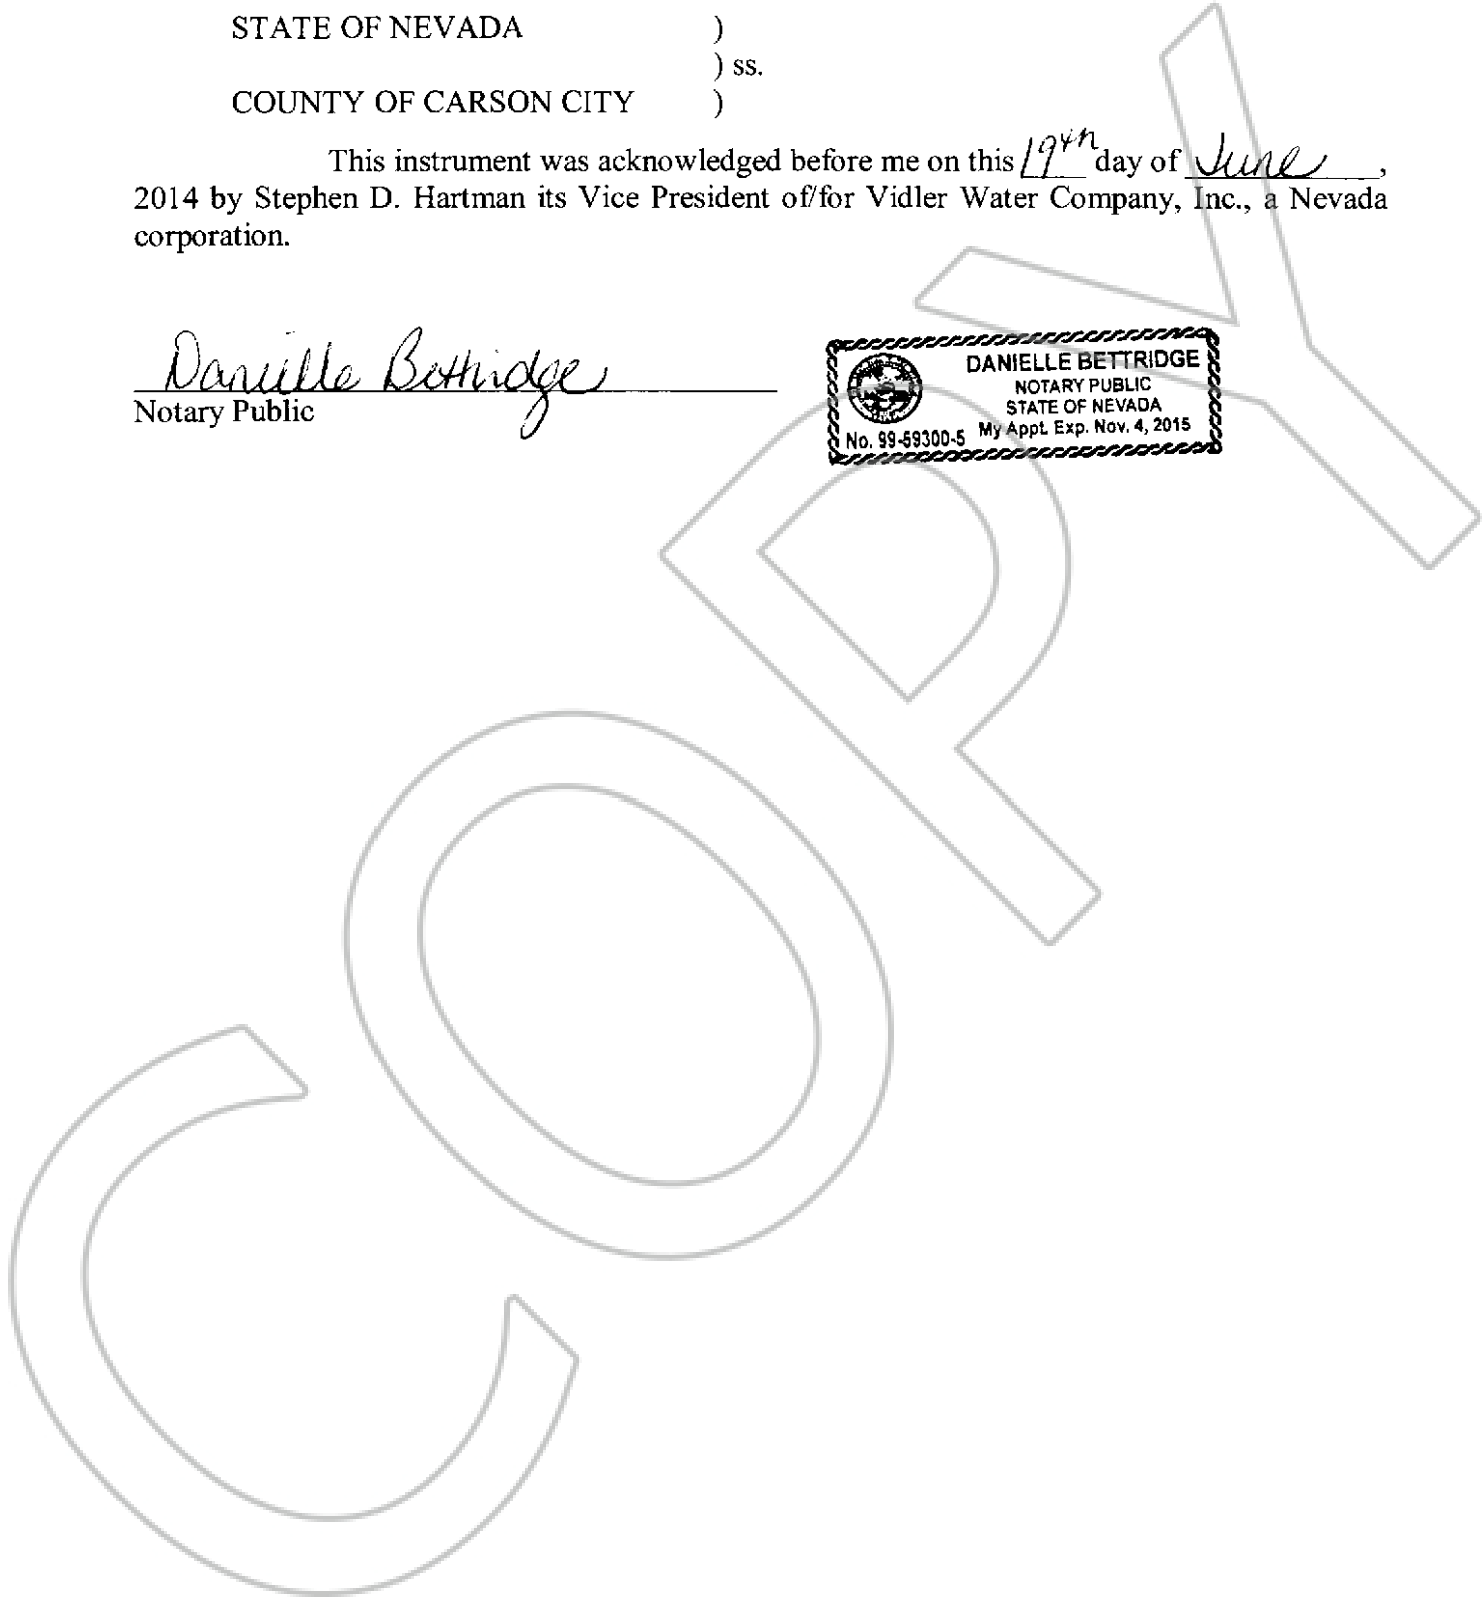 STATE OF NEVADA )
) ss.
COUNTY OF CARSON CITY )
This instrument was acknowledged before me on this 19th day of June,
2014 by Stephen D. Hartman its Vice President of/for Vidler Water Company, Inc., a Nevada
corporation.
Danielle Bettridge
Notary Public
DANIELLE BETTRIDGE
NOTARY PUBLIC
STATE OF NEVADA
No. 99-59300-5 My Appt. Exp. Nov. 4, 2015
COPY